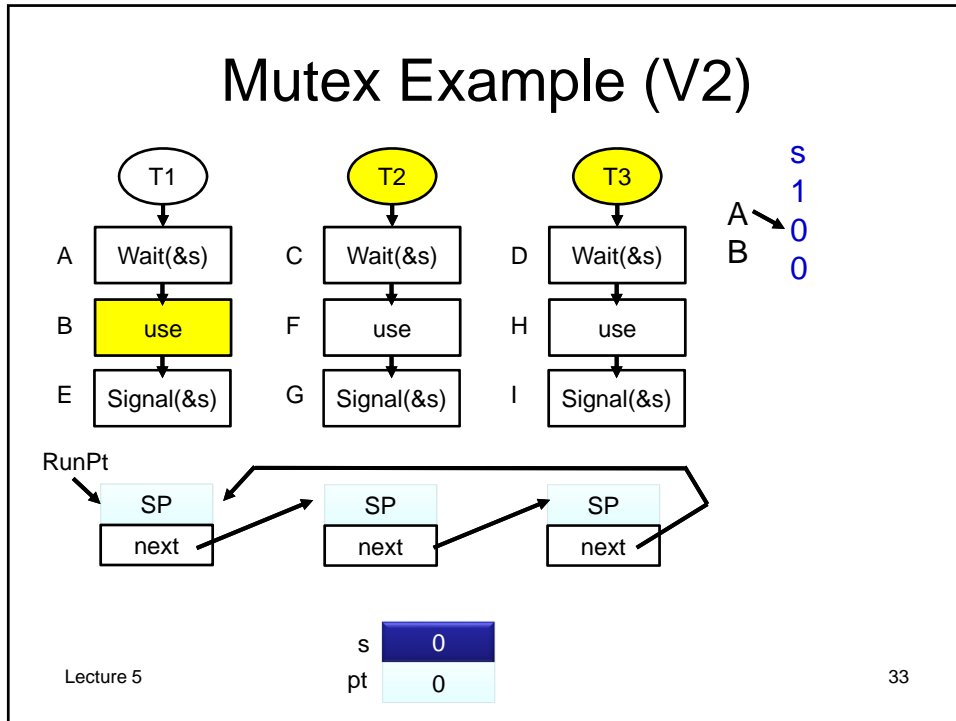 Mutex Example (V2)
T1 T2 T3
s
1
A 0
B 0
A Wait(&s) C Wait(&s) D Wait(&s)
B use F use H use
E Signal(&s) G Signal(&s) I Signal(&s)
RunPt
SP SP SP
next next next
s 0
pt 0
Lecture 5 33